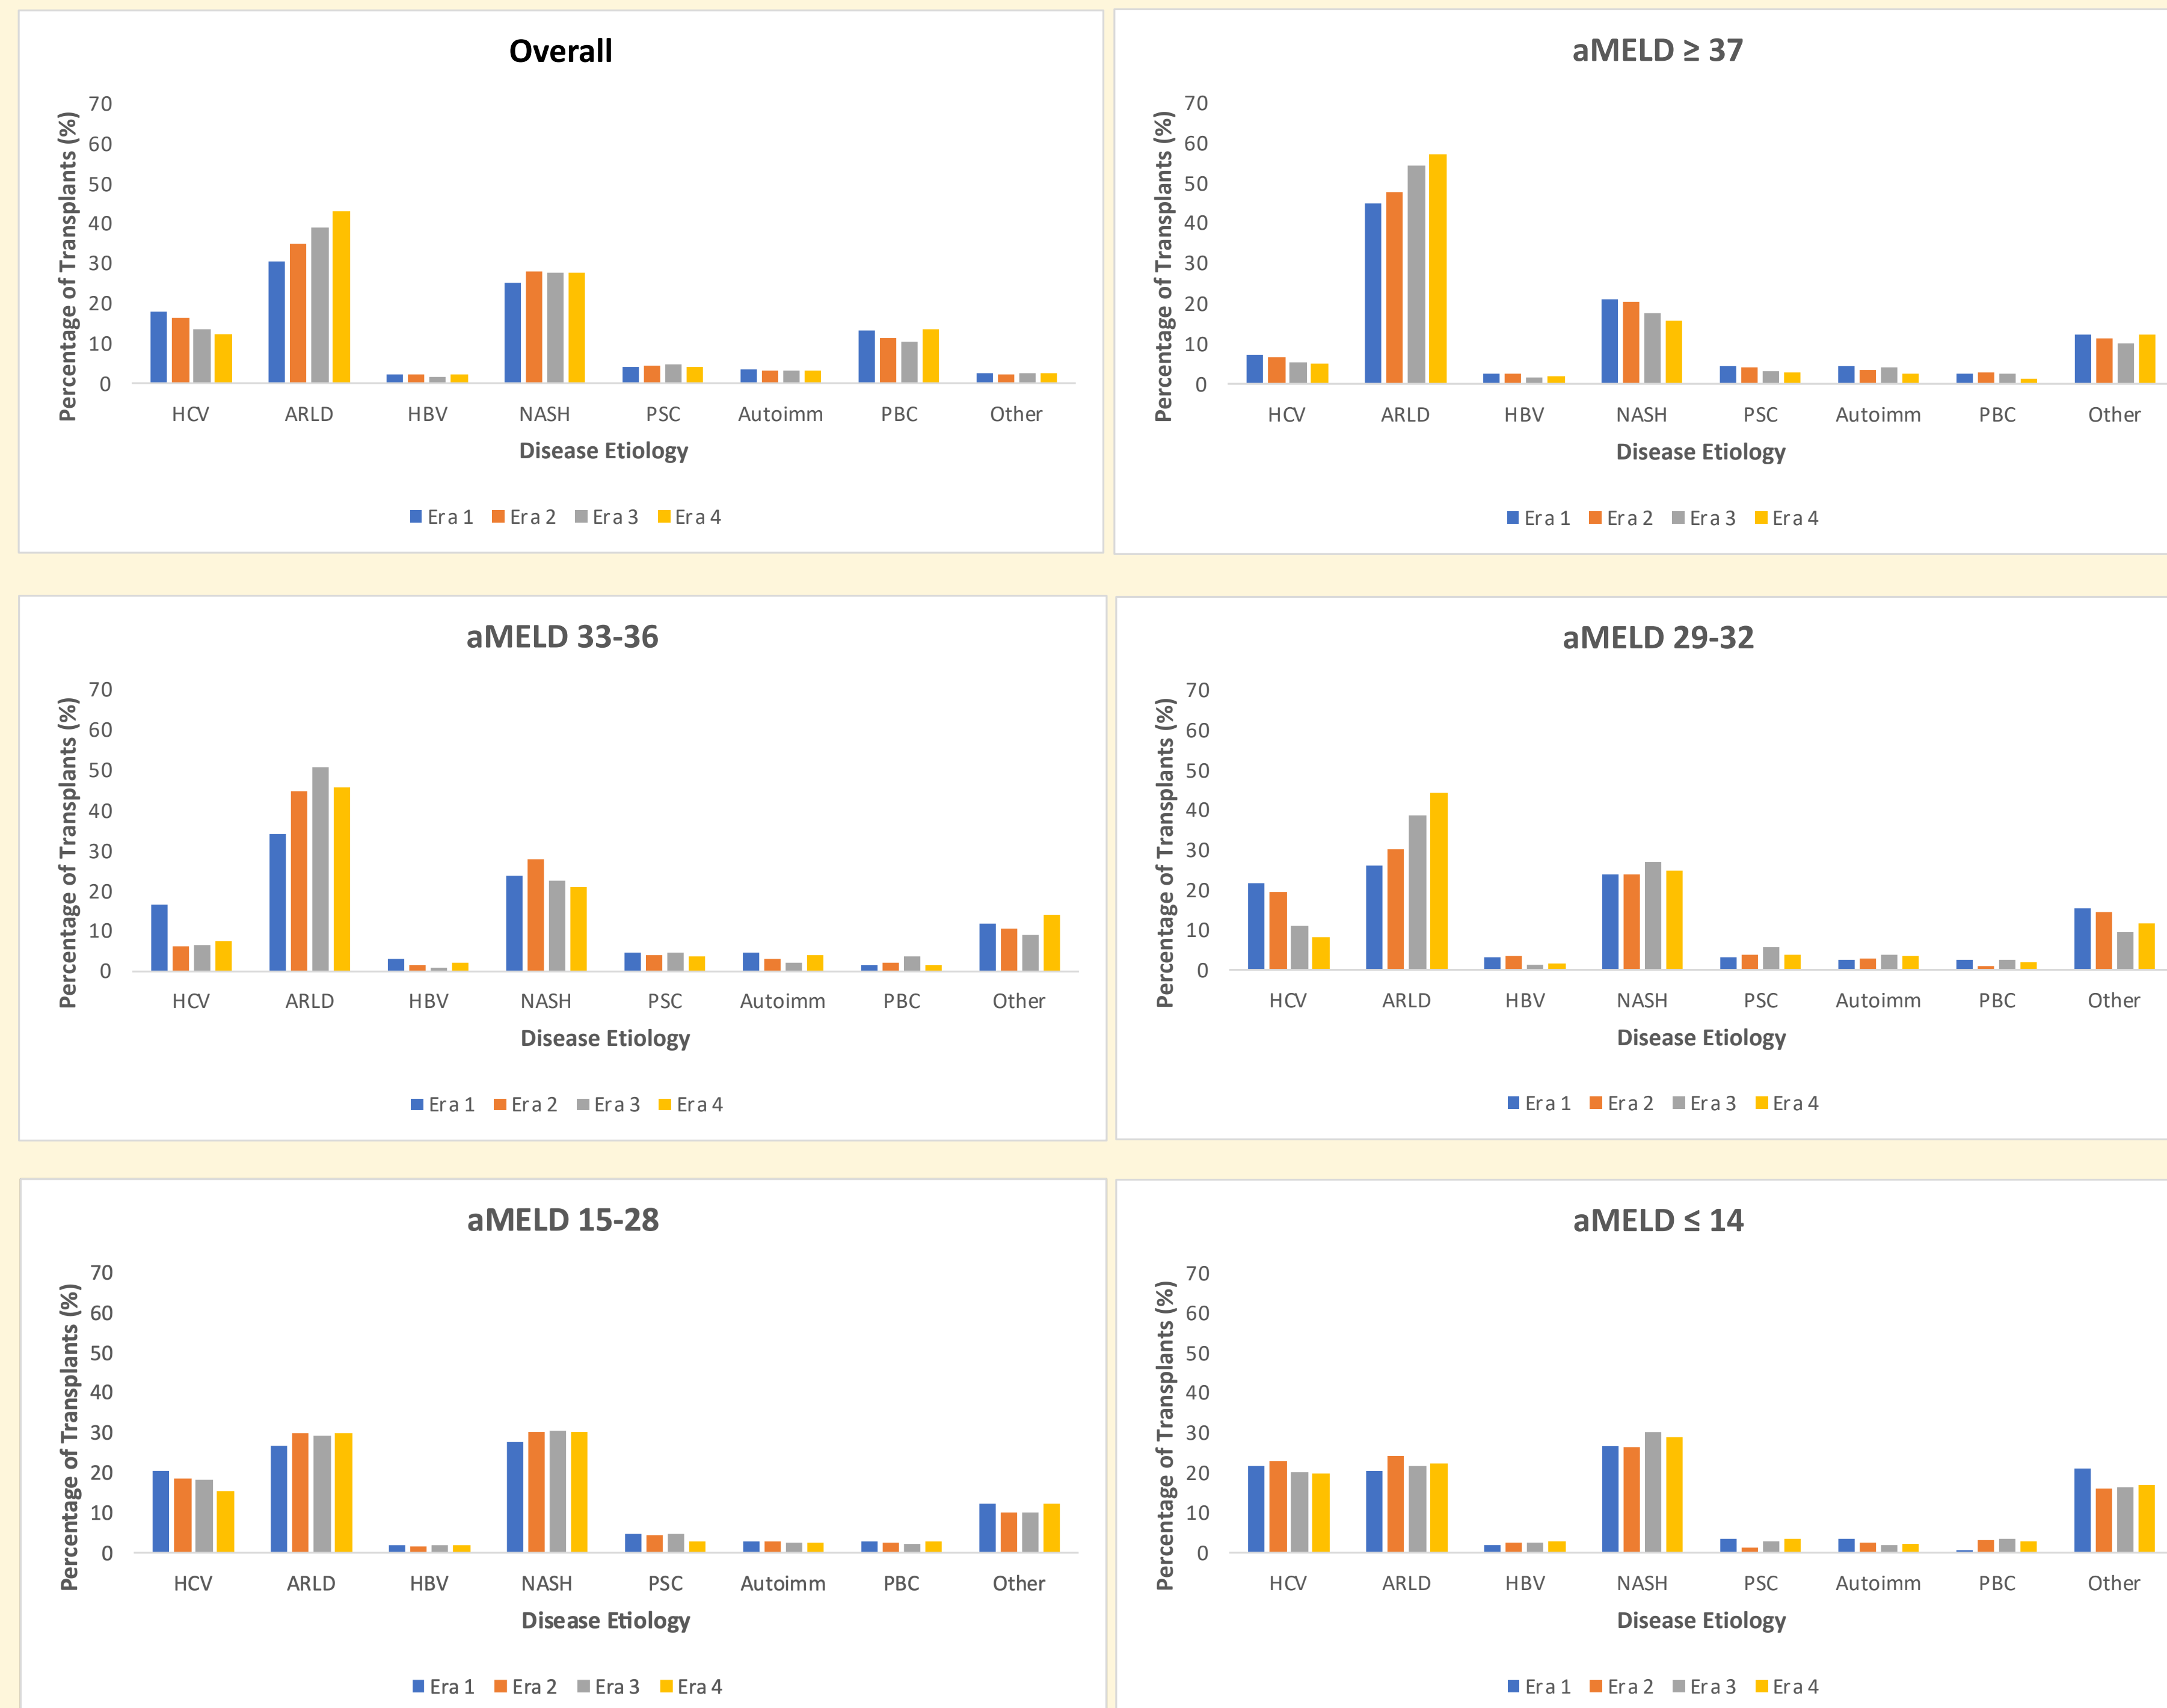 Overall
Percentage of Transplants (%)
70
60
50
40
30
20
10
0
HCV ARLD HBV NASH PSC Autoimm PBC Other
Disease Etiology
Era 1 Era 2 Era 3 Era 4
aMELD ≥ 37
Percentage of Transplants (%)
70
60
50
40
30
20
10
0
HCV ARLD HBV NASH PSC Autoimm PBC Other
Disease Etiology
Era 1 Era 2 Era 3 Era 4
aMELD 33-36
Percentage of Transplants (%)
70
60
50
40
30
20
10
0
HCV ARLD HBV NASH PSC Autoimm PBC Other
Disease Etiology
Era 1 Era 2 Era 3 Era 4
aMELD 29-32
Percentage of Transplants (%)
70
60
50
40
30
20
10
0
HCV ARLD HBV NASH PSC Autoimm PBC Other
Disease Etiology
Era 1 Era 2 Era 3 Era 4
aMELD 15-28
Percentage of Transplants (%)
70
60
50
40
30
20
10
0
HCV ARLD HBV NASH PSC Autoimm PBC Other
Disease Etiology
Era 1 Era 2 Era 3 Era 4
aMELD ≤ 14
Percentage of Transplants (%)
70
60
50
40
30
20
10
0
HCV ARLD HBV NASH PSC Autoimm PBC Other
Disease Etiology
Era 1 Era 2 Era 3 Era 4